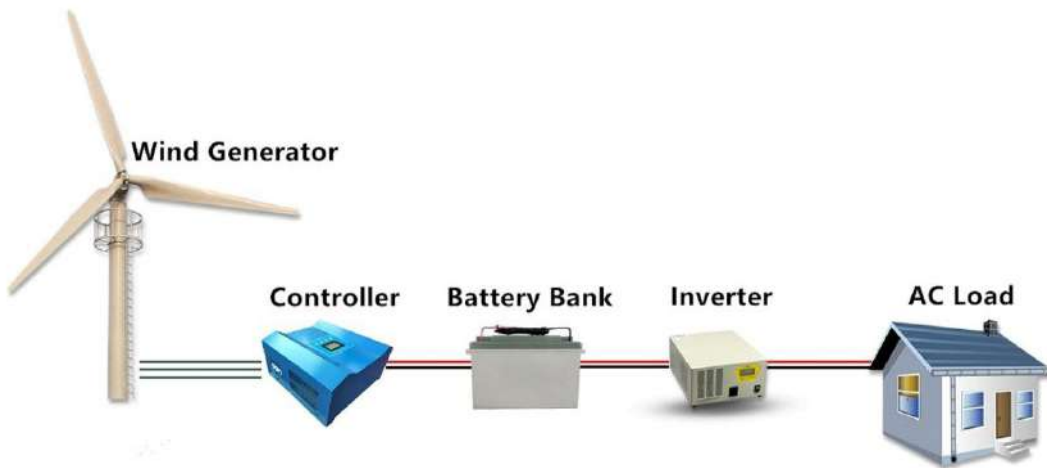 Wind Generator
Controller
Battery Bank
Inverter
AC Load